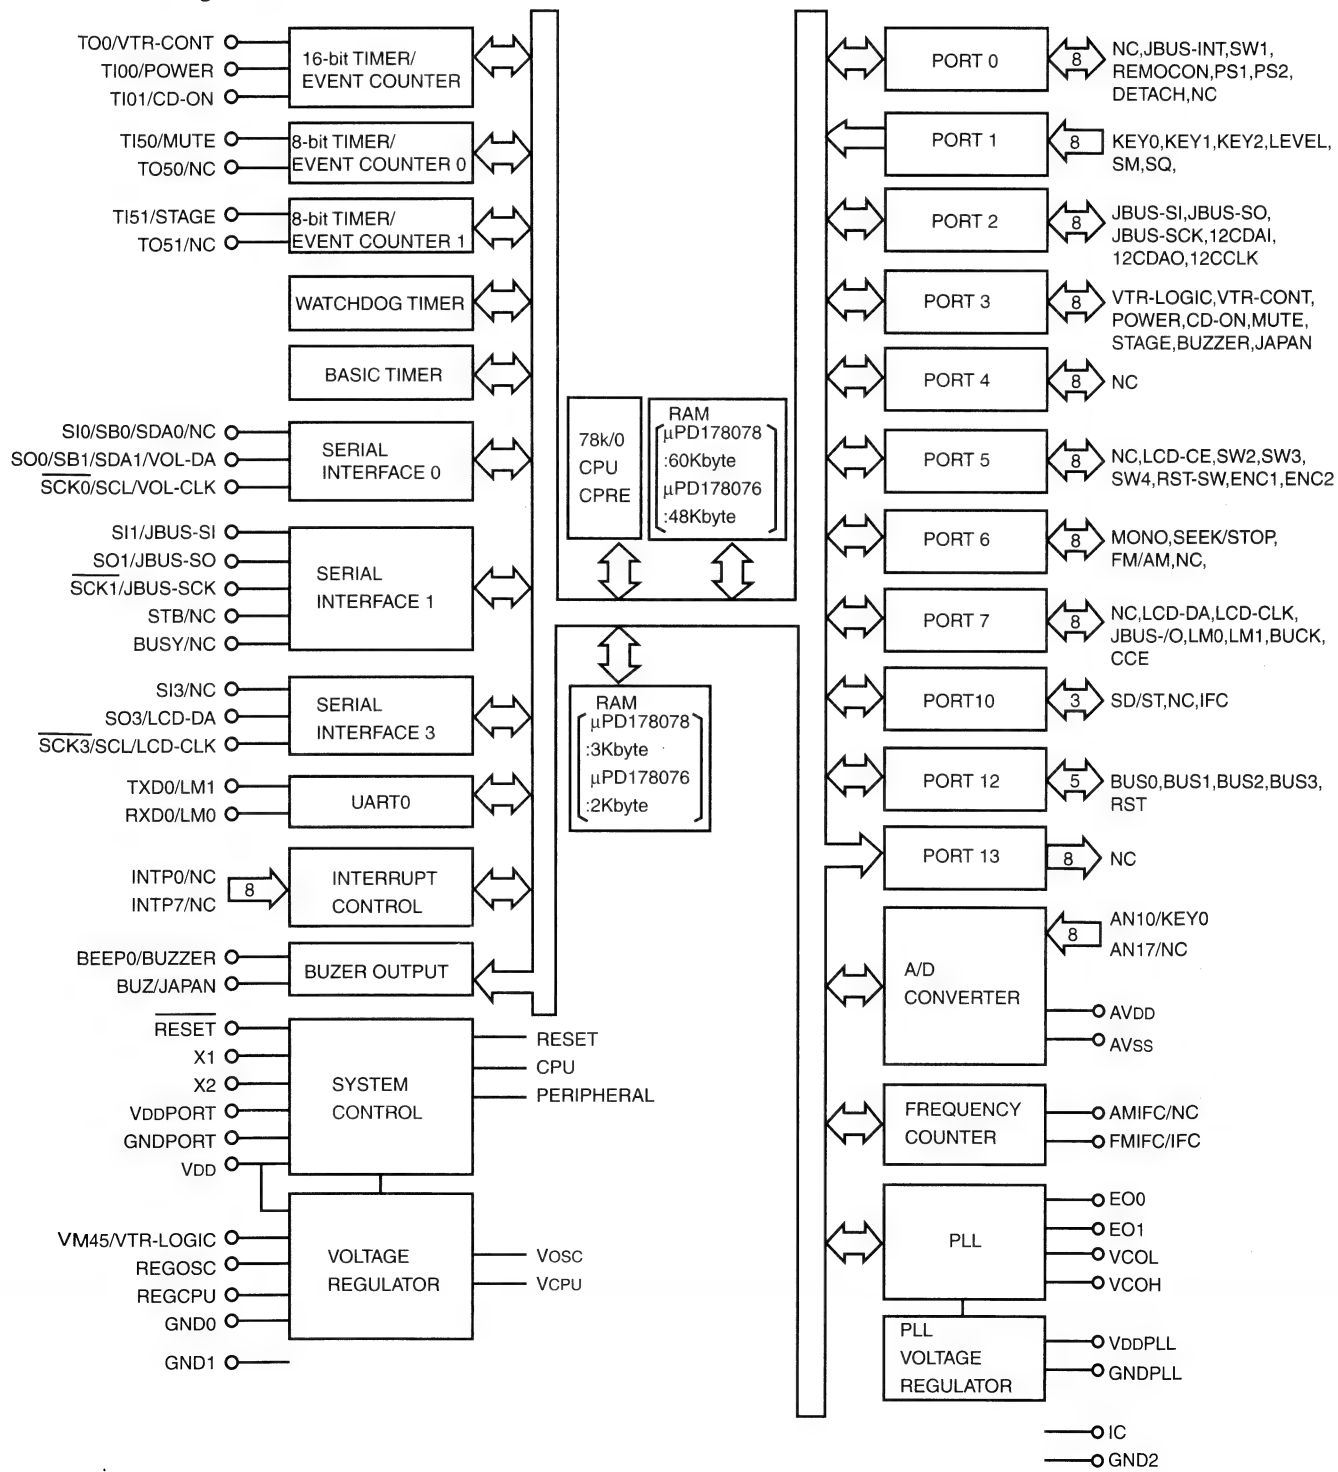 TO0/VTR-CONT
TI00/POWER
TI01/CD-ON
16-bit TIMER/
EVENT COUNTER
TI50/MUTE
TO50/NC
8-bit TIMER/
EVENT COUNTER 0
TI51/STAGE
TO51/NC
8-bit TIMER/
EVENT COUNTER 1
WATCHDOG TIMER
BASIC TIMER
SI0/SB0/SDA0/NC
SO0/SB1/SDA1/VOL-DA
SCK0/SCL/VOL-CLK
SERIAL
INTERFACE 0
SI1/JBUS-SI
SO1/JBUS-SO
SCK1/JBUS-SCK
STB/NC
BUSY/NC
SERIAL
INTERFACE 1
SI3/NC
SO3/LCD-DA
SCK3/SCL/LCD-CLK
SERIAL
INTERFACE 3
TXD0/LM1
RXD0/LM0
UART0
INTP0/NC
INTP7/NC
8
INTERRUPT
CONTROL
BEEP0/BUZZER
BUZ/JAPAN
BUZER OUTPUT
RESET
X1
X2
VDDPORT
GNDPORT
VDD
SYSTEM
CONTROL
RESET
CPU
PERIPHERAL
VM45/VTR-LOGIC
REGOSC
REGCPU
GND0
GND1
VOLTAGE
REGULATOR
VOSC
VCPU
78k/0
CPU
CPRE
RAM
µPD178078
:60Kbyte
µPD178076
:48Kbyte
RAM
µPD178078
:3Kbyte
µPD178076
:2Kbyte
PORT 0
8
NC,JBUS-INT,SW1,
REMOCON,PS1,PS2,
DETACH,NC
PORT 1
8
KEY0,KEY1,KEY2,LEVEL,
SM,SQ,
PORT 2
8
JBUS-SI,JBUS-SO,
JBUS-SCK,12CDAI,
12CDAO,12CCLK
PORT 3
8
VTR-LOGIC,VTR-CONT,
POWER,CD-ON,MUTE,
STAGE,BUZZER,JAPAN
PORT 4
8
NC
PORT 5
8
NC,LCD-CE,SW2,SW3,
SW4,RST-SW,ENC1,ENC2
PORT 6
8
MONO,SEEK/STOP,
FM/AM,NC,
PORT 7
8
NC,LCD-DA,LCD-CLK,
JBUS-/O,LM0,LM1,BUCK,
CCE
PORT10
3
SD/ST,NC,IFC
PORT 12
5
BUS0,BUS1,BUS2,BUS3,
RST
PORT 13
8
NC
A/D
CONVERTER
8
AN10/KEY0
AN17/NC
AVDD
AVSS
FREQUENCY
COUNTER
AMIFC/NC
FMIFC/IFC
PLL
EO0
EO1
VCOL
VCOH
PLL
VOLTAGE
REGULATOR
VDDPLL
GNDPLL
IC
GND2